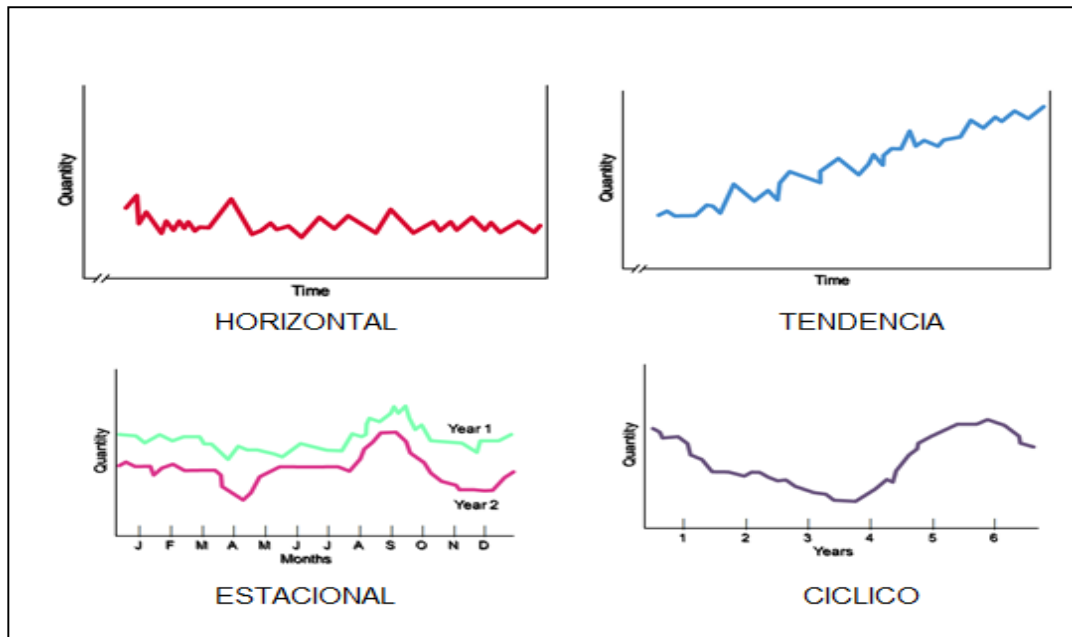 Quantity
Time
HORIZONTAL
Quantity
Time
TENDENCIA
Quantity
Year 1
Year 2
J F M A M J J A S O N D
Months
ESTACIONAL
Quantity
1 2 3 4 5 6
Years
CICLICO